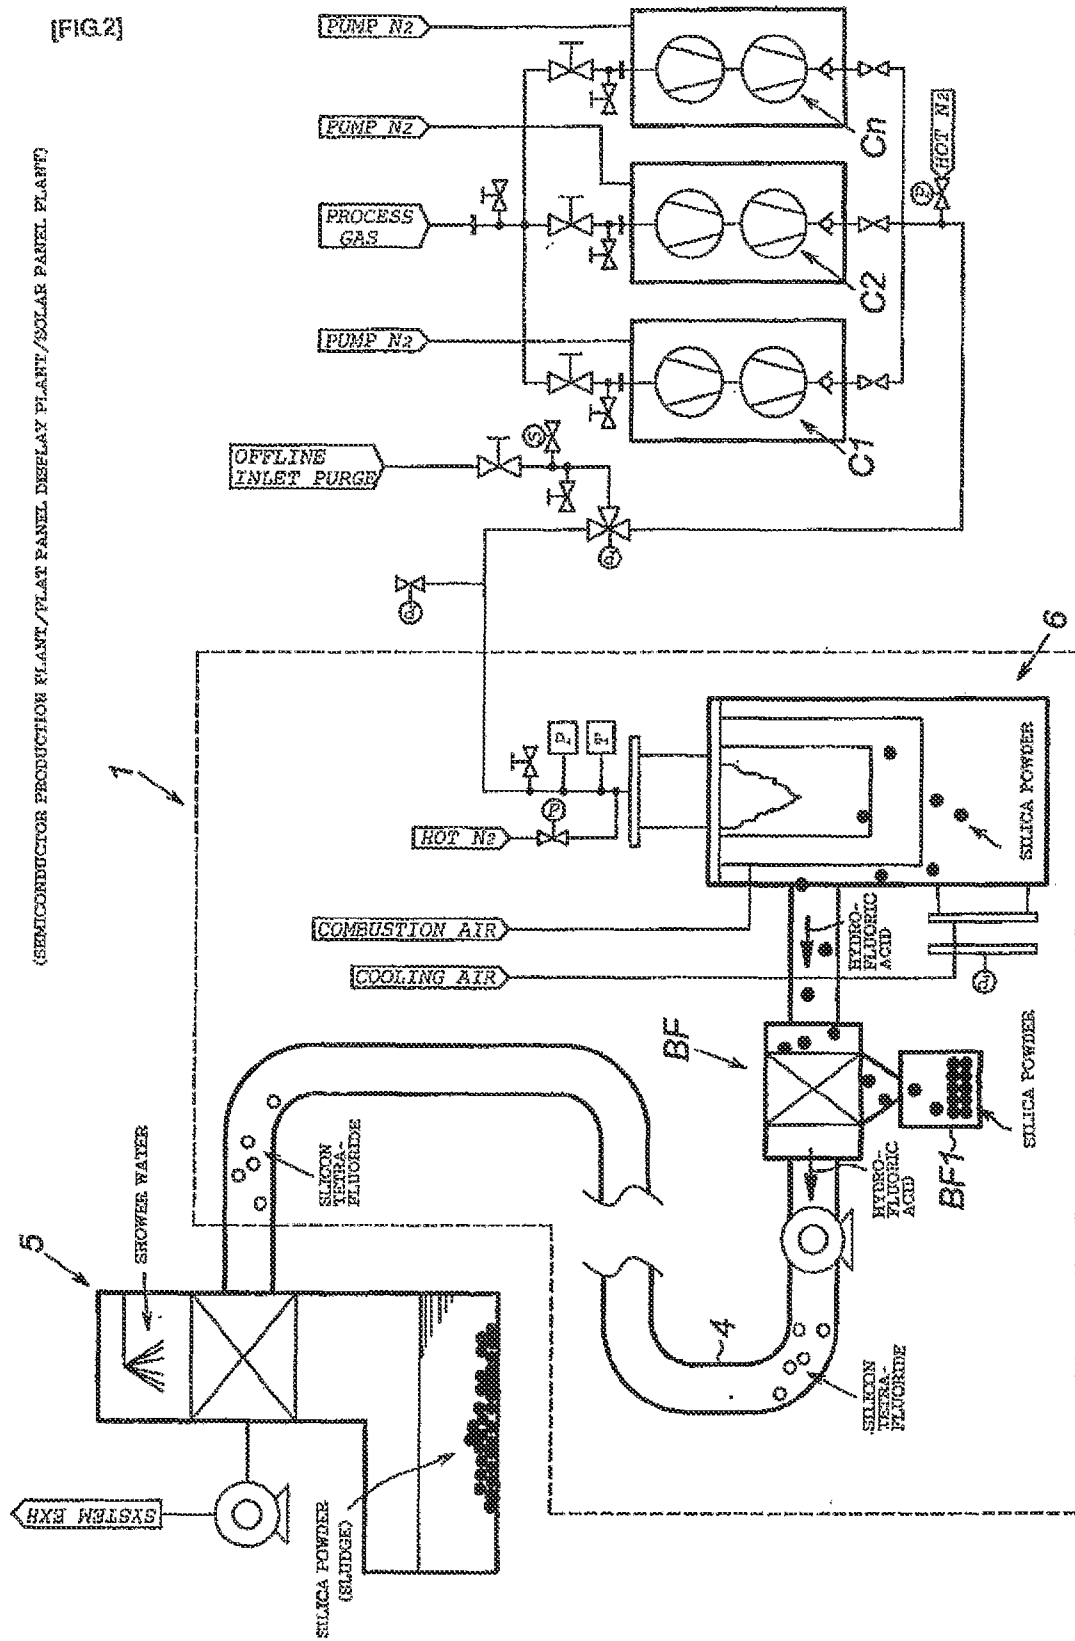 [FIG.2]
(SEMICORDUCTOR PRODUCTION PLANT/PLAT PANEL DISPLAY PLANT/SOLAR PANEL PLANT)
PUMP N2
PUMP N2
PROCESS
GAS
PUMP N2
OFFLINE
INLET PURGE
S
P
P
P
Cn
C2
C1
HOT N2
1
6
P
T
P
HOT N2
COMBUSTION AIR
COOLING AIR
P
SILICA POWDER
HYDRO-
FLUORIC
ACID
BF
BF1
SILICA POWDER
HYDRO-
FLUORIC
ACID
SILICON
TETRA-
FLUORIDE
4
SILICON
TETRA-
FLUORIDE
5
SHOWER WATER
SYSTEM EXH
SILICA POWDER
(SLUDGE)